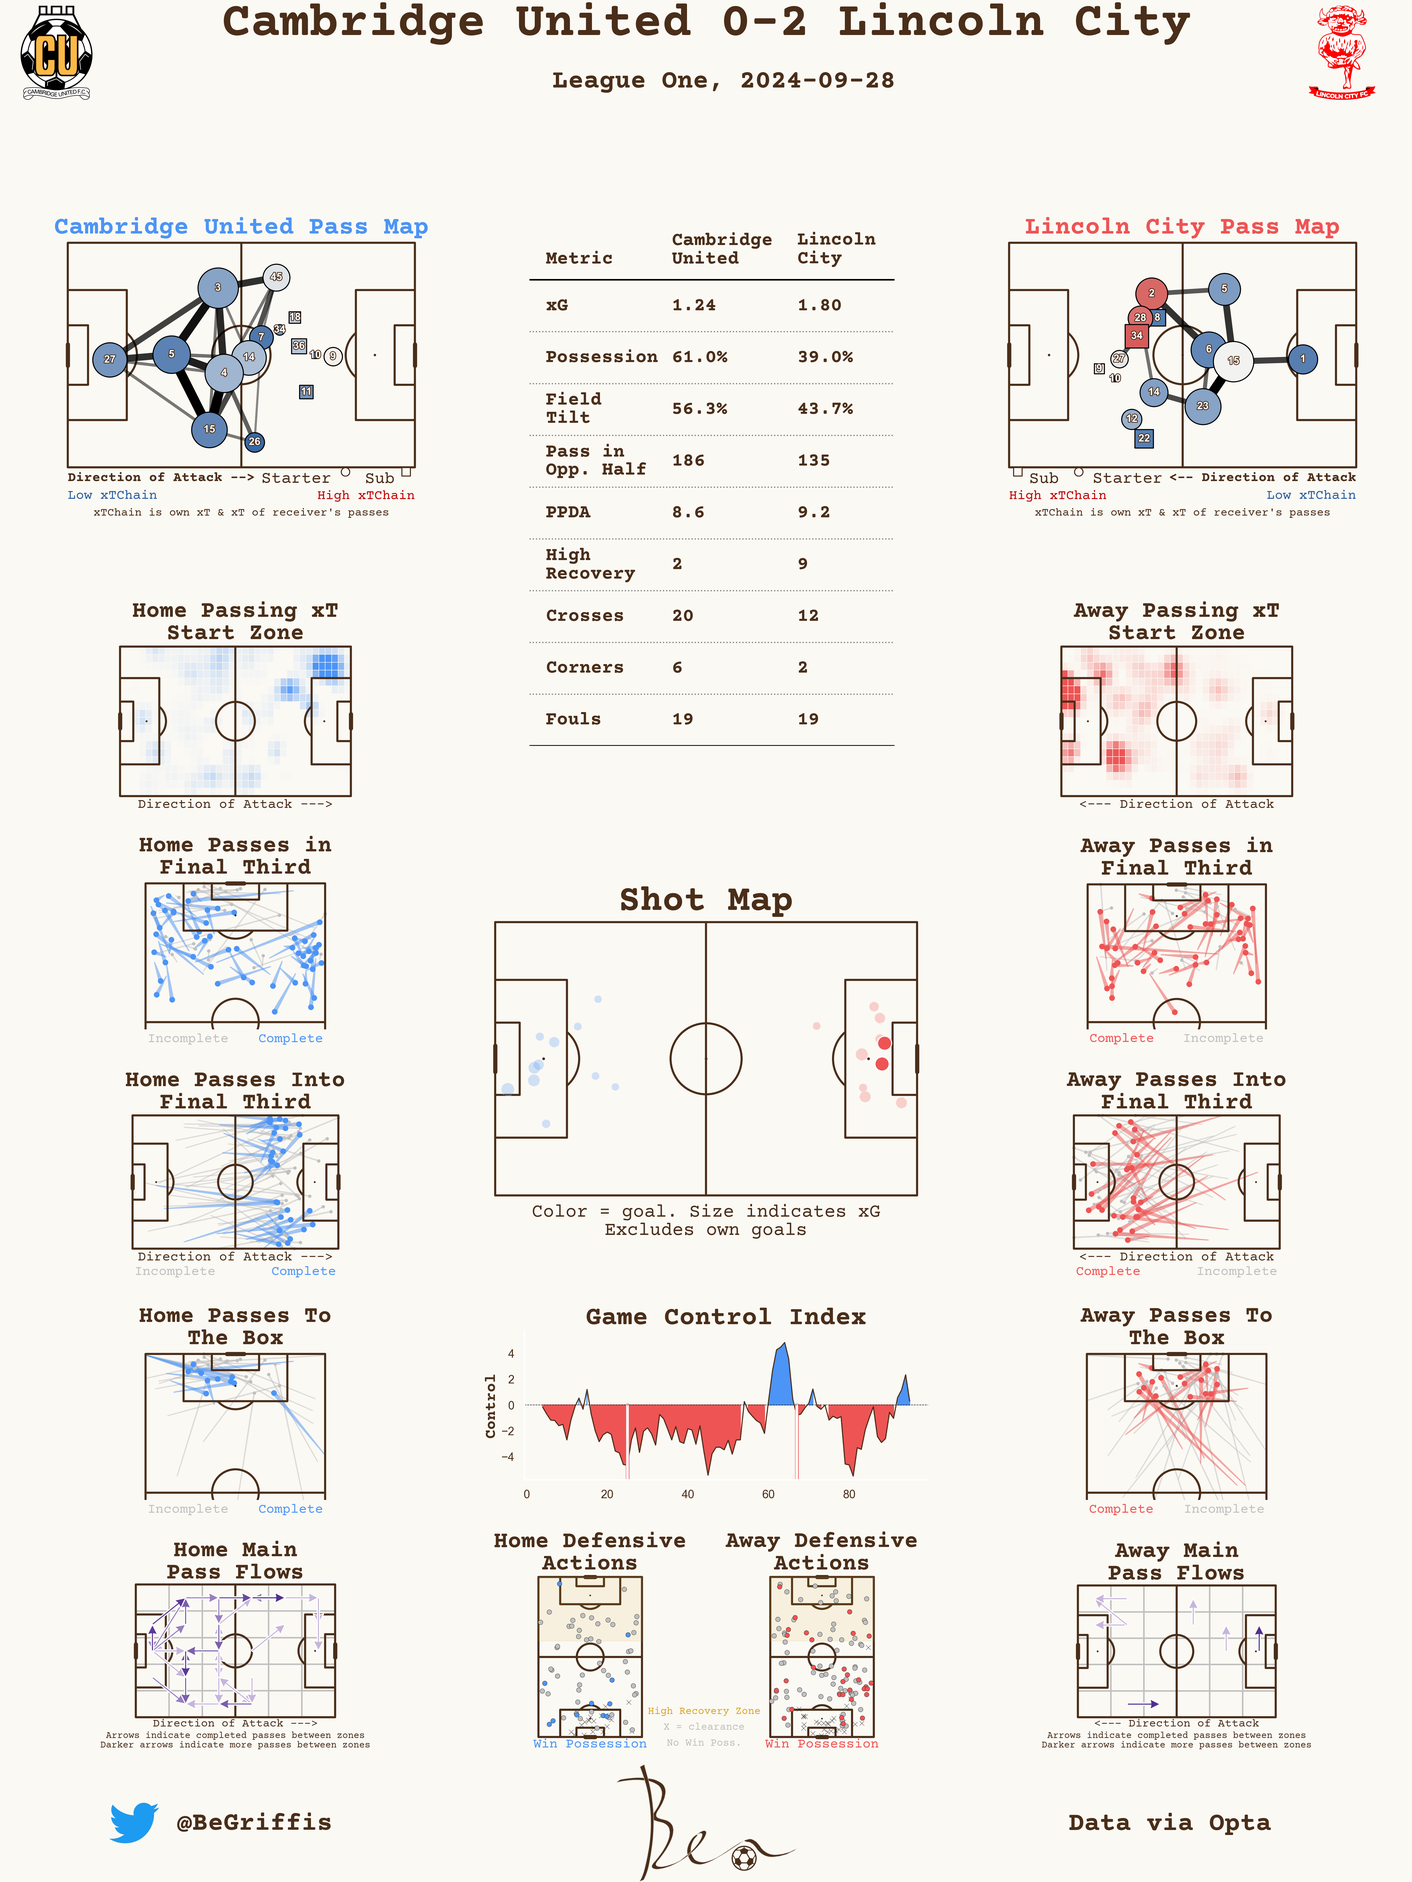 Cambridge United 0-2 Lincoln City
League One, 2024-09-28
CU
CAMBRIDGE UNITED F.C.
LINCOLN CITY FC
Cambridge United Pass Map
3
45
18
34
7
36
10
9
14
27
5
4
11
15
26
Direction of Attack --> Starter Sub
Low xTChain High xTChain
xTChain is own xT & xT of receiver's passes
Metric Cambridge United Lincoln City
xG 1.24 1.80
Possession 61.0% 39.0%
Field Tilt 56.3% 43.7%
Pass in Opp. Half 186 135
PPDA 8.6 9.2
High Recovery 2 9
Crosses 20 12
Corners 6 2
Fouls 19 19
Lincoln City Pass Map
2
5
28
8
34
6
27
15
1
9
10
14
23
12
22
Sub Starter <-- Direction of Attack
High xTChain Low xTChain
xTChain is own xT & xT of receiver's passes
Home Passing xT
Start Zone
Direction of Attack --->
Away Passing xT
Start Zone
<--- Direction of Attack
Home Passes in
Final Third
Incomplete Complete
Away Passes in
Final Third
Complete Incomplete
Shot Map
Color = goal. Size indicates xG
Excludes own goals
Home Passes Into
Final Third
Direction of Attack --->
Incomplete Complete
Away Passes Into
Final Third
<--- Direction of Attack
Complete Incomplete
Home Passes To
The Box
Incomplete Complete
Game Control Index
Control
4
2
0
−2
−4
0 20 40 60 80
Away Passes To
The Box
Complete Incomplete
Home Main
Pass Flows
Direction of Attack --->
Arrows indicate completed passes between zones
Darker arrows indicate more passes between zones
Home Defensive
Actions
Win Possession
High Recovery Zone
X = clearance
No Win Poss.
Away Defensive
Actions
Win Possession
Away Main
Pass Flows
<--- Direction of Attack
Arrows indicate completed passes between zones
Darker arrows indicate more passes between zones
@BeGriffis
Ben
Data via Opta